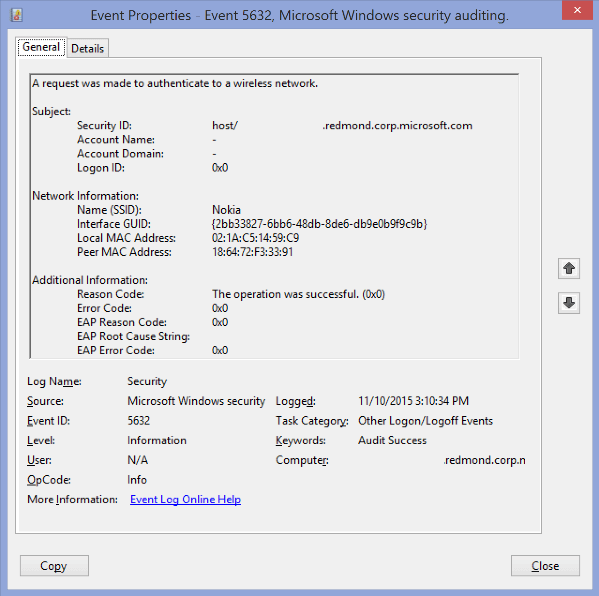 Event Properties - Event 5632, Microsoft Windows security auditing.
General Details
A request was made to authenticate to a wireless network.
Subject:
Security ID: host/ .redmond.corp.microsoft.com
Account Name: -
Account Domain: -
Logon ID: 0x0
Network Information:
Name (SSID): Nokia
Interface GUID: {2bb33827-6bb6-48db-8de6-db9e0b9f9c9b}
Local MAC Address: 02:1A:C5:14:59:C9
Peer MAC Address: 18:64:72:F3:33:91
Additional Information:
Reason Code: The operation was successful. (0x0)
Error Code: 0x0
EAP Reason Code: 0x0
EAP Root Cause String:
EAP Error Code: 0x0
Log Name: Security
Source: Microsoft Windows security Logged: 11/10/2015 3:10:34 PM
Event ID: 5632 Task Category: Other Logon/Logoff Events
Level: Information Keywords: Audit Success
User: N/A Computer: .redmond.corp.n
OpCode: Info
More Information: Event Log Online Help
Copy Close